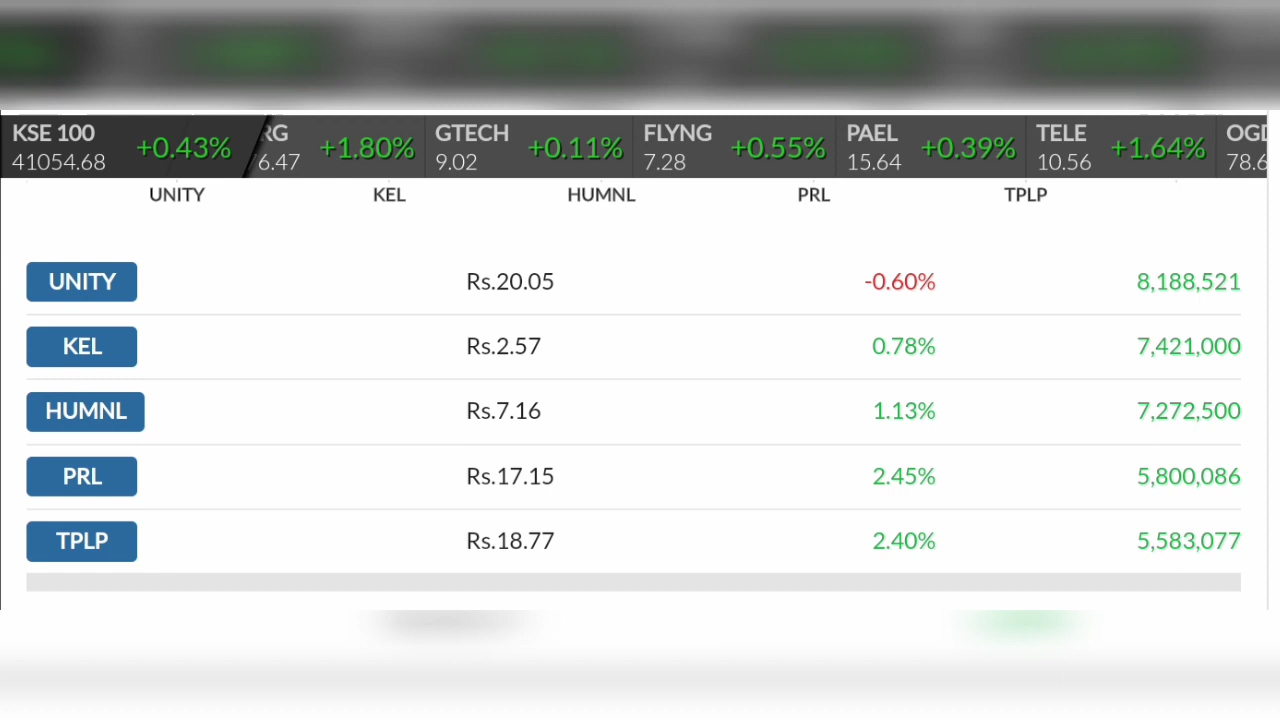 KSE 100 +0.43% RG +1.80% GTECH +0.11% FLYNG +0.55% PAEL +0.39% TELE +1.64%
41054.68 6.47 9.02 7.28 15.64 10.56 78.6
UNITY KEL HUMNL PRL TPLP
UNITY Rs.20.05 -0.60% 8,188,521
KEL Rs.2.57 0.78% 7,421,000
HUMNL Rs.7.16 1.13% 7,272,500
PRL Rs.17.15 2.45% 5,800,086
TPLP Rs.18.77 2.40% 5,583,077